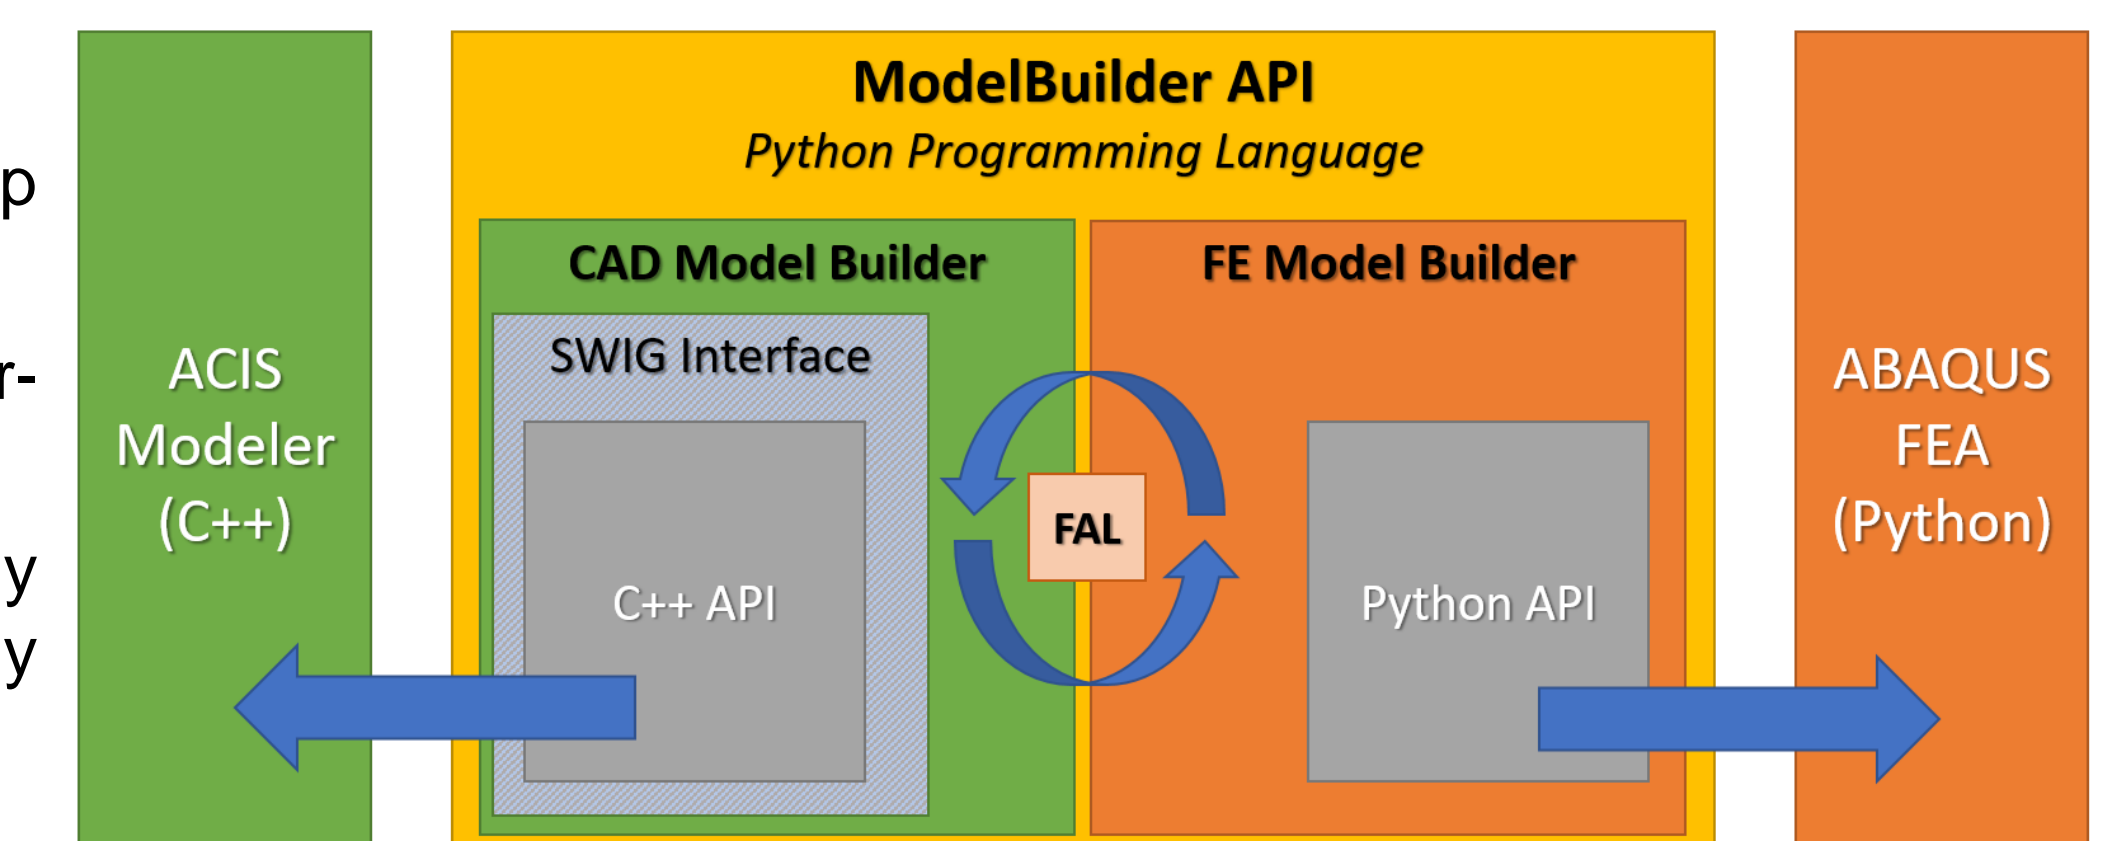 p
r-
y
y
ACIS
Modeler
(C++)
ModelBuilder API
Python Programming Language
CAD Model Builder
SWIG Interface
C++ API
FAL
FE Model Builder
Python API
ABAQUS
FEA
(Python)